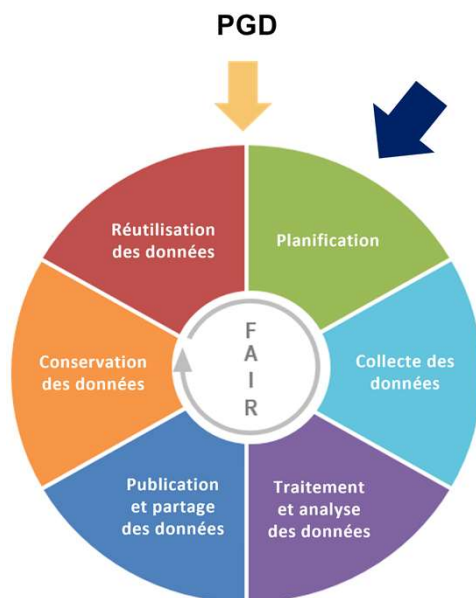 PGD
Réutilisation
des données
Planification
Conservation
des données
F
A
I
R
Collecte des
données
Publication
et partage
des données
Traitement
et analyse
des données